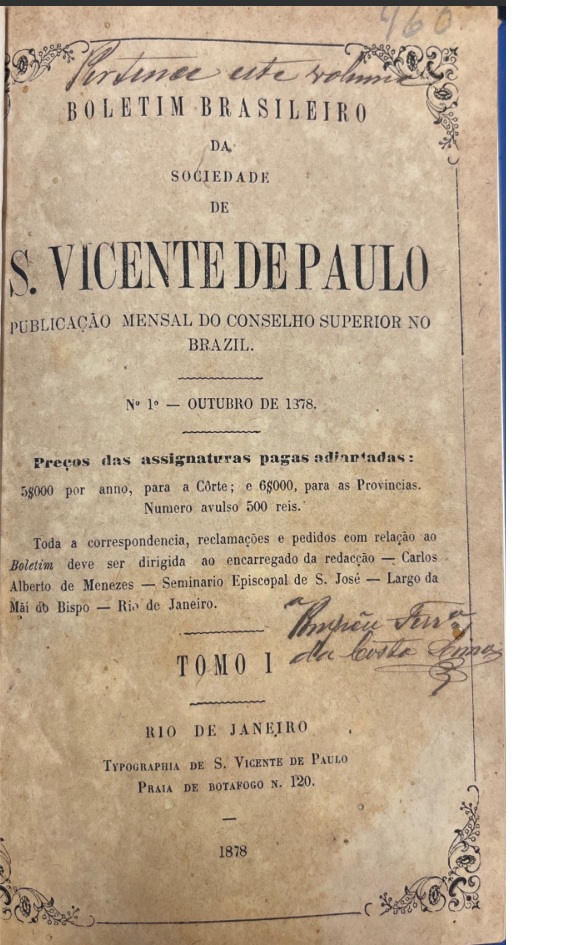 460
Pertence este volume
BOLETIM BRASILEIRO
DA
SOCIEDADE
DE
S. VICENTE DE PAULO
PUBLICAÇÃO MENSAL DO CONSELHO SUPERIOR NO
BRAZIL.
Nº 1º — OUTUBRO DE 1378.
Preços das assignaturas pagas adiantadas:
5$000 por anno, para a Côrte; e 6$000, para as Provincias.
Numero avulso 500 reis.
Toda a correspondencia, reclamações e pedidos com relação ao
Boletim deve ser dirigida ao encarregado da redacção — Carlos
Alberto de Menezes — Seminario Episcopal de S. José — Largo da
Mãi do Bispo — Rio de Janeiro.
a Pompêu Ferrª
da Costa Lima
TOMO I
RIO DE JANEIRO
TYPOGRAPHIA DE S. VICENTE DE PAULO
PRAIA DE BOTAFOGO N. 120.
1878